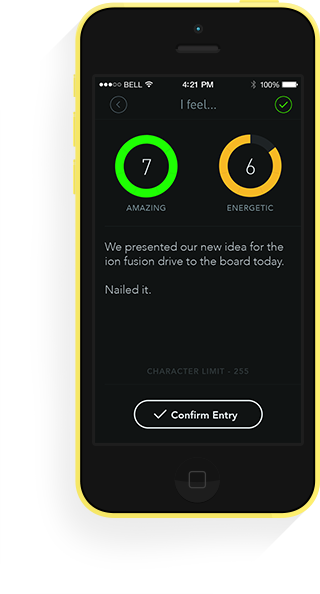 BELL 4:21 PM 100%
I feel...
7 6
AMAZING ENERGETIC
We presented our new idea for the
ion fusion drive to the board today.
Nailed it.
CHARACTER LIMIT - 255
Confirm Entry